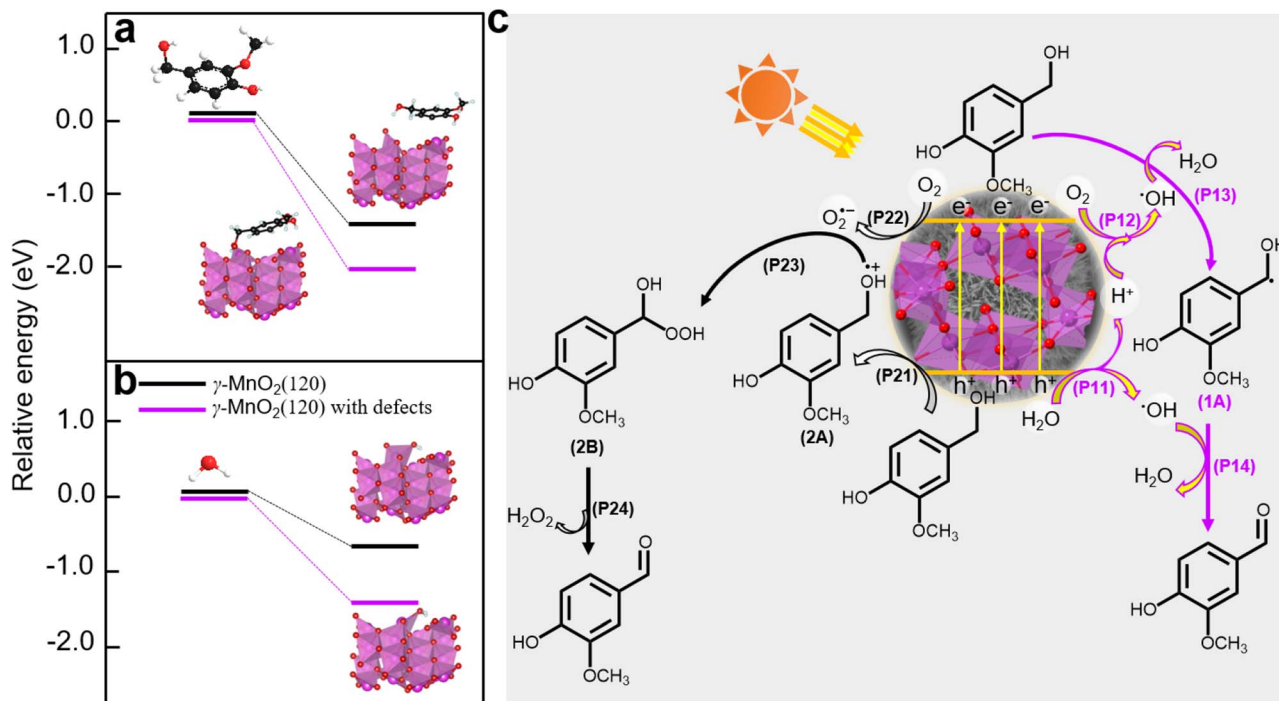 a
Relative energy (eV)
1.0
0.0
-1.0
-2.0
b
γ-MnO2(120)
γ-MnO2(120) with defects
1.0
0.0
-1.0
-2.0
c
OH
HO
OCH3
O2
O2•−
(P22)
e- e- e-
O2
(P12)
·OH
H2O
(P13)
(P23)
•+
OH
HO
OCH3
(2A)
OH
OOH
HO
OCH3
(2B)
H+
OH
•
HO
OCH3
(1A)
(P21)
h+ h+ h+
H2O
(P11)
·OH
OH
HO
OCH3
H2O
(P14)
H2O2
(P24)
O
HO
OCH3
O
HO
OCH3